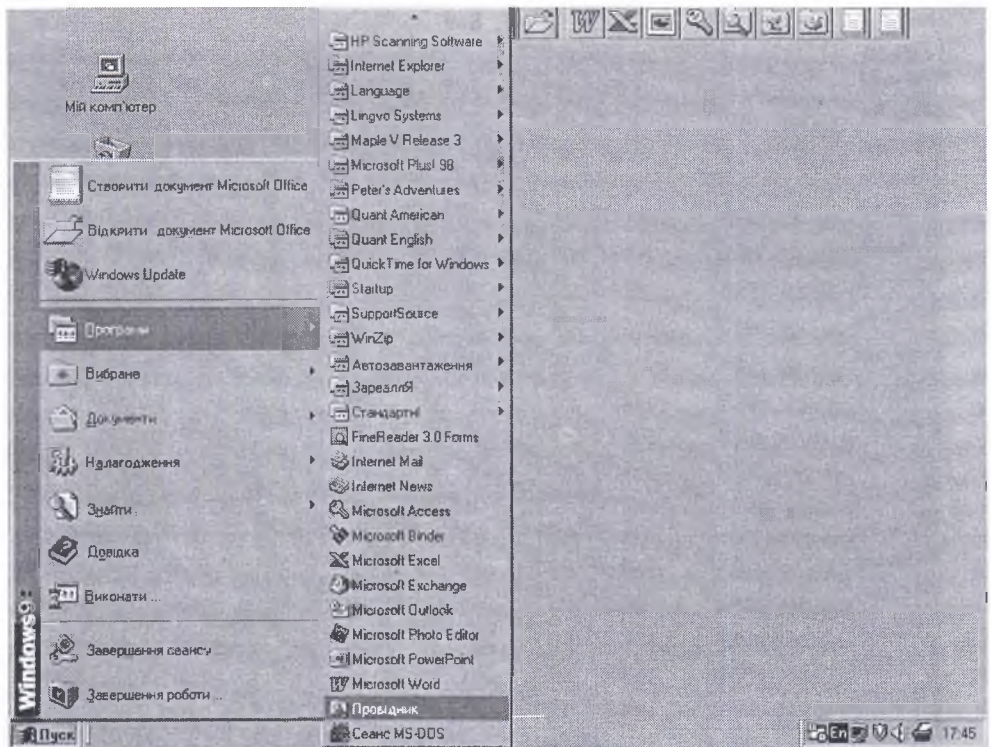 Мій комп'ютер
Створити документ Microsoft Office
Відкрити документ Microsoft Office
Windows Update
Програми
Вибране
Документи
Налагодження
Знайти
Довідка
Виконати ...
Завершення сеансу
Завершення роботи ...
Windows9
Пуск
HP Scanning Software
Internet Explorer
Language
Lingvo Systems
Maple V Release 3
Microsoft Plus! 98
Peter's Adventures
Quant American
Quant English
QuickTime for Windows
Startup
SupportSource
WinZip
Автозавантаження
ЗареаллЯ
Стандартні
FineReader 3.0 Forms
Internet Mail
Internet News
Microsoft Access
Microsoft Binder
Microsoft Excel
Microsoft Exchange
Microsoft Outlook
Microsoft Photo Editor
Microsoft PowerPoint
Microsoft Word
Провідник
Сеанс MS-DOS
En
17:45